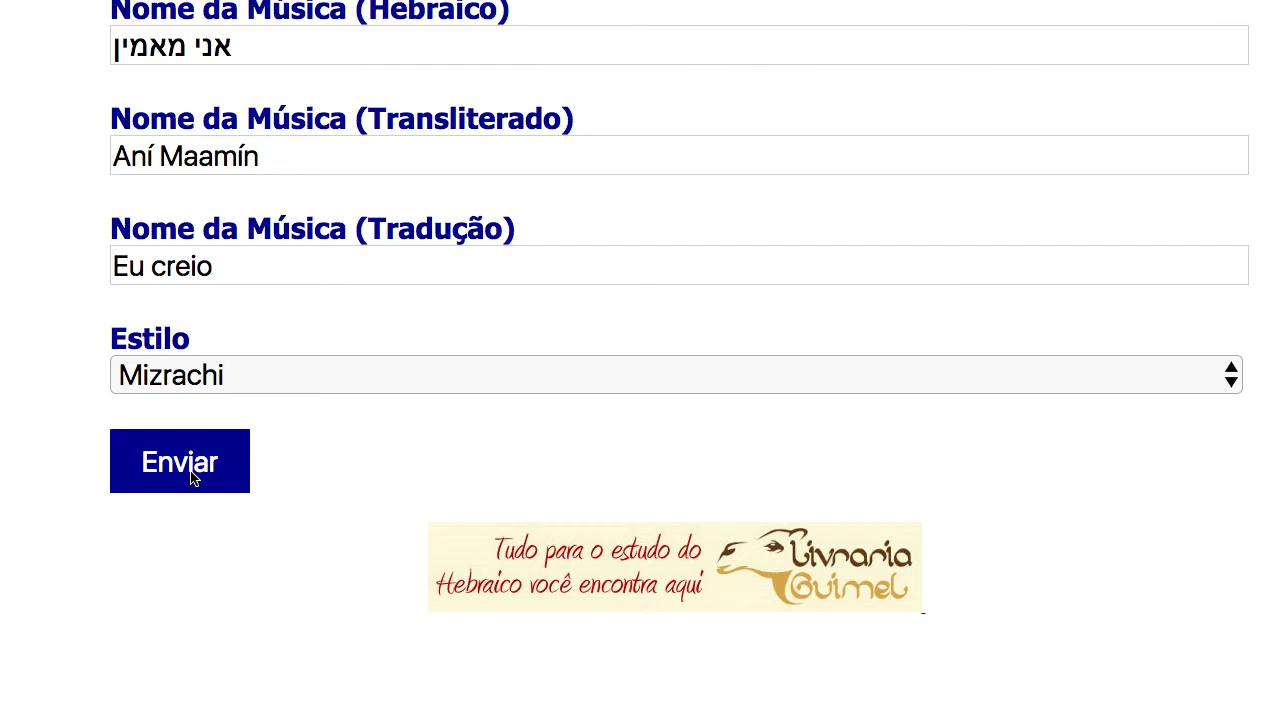 Nome da Música (Hebraico)
אני מאמין
Nome da Música (Transliterado)
Aní Maamín
Nome da Música (Tradução)
Eu creio
Estilo
Mizrachi
Enviar
Tudo para o estudo do
Hebraico você encontra aqui
Livraria
Guimel